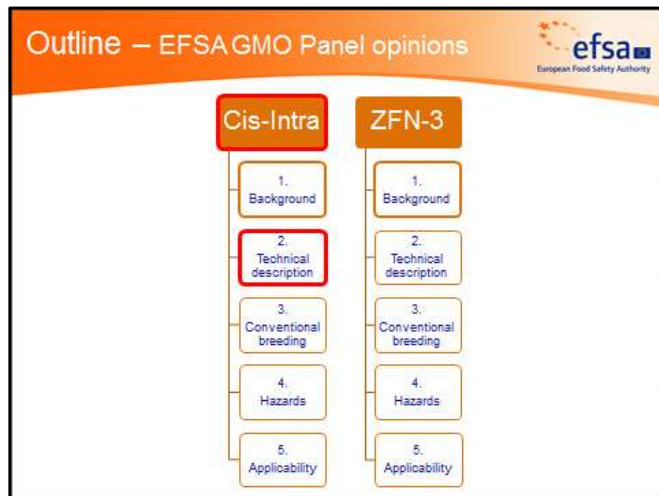 Outline – EFSA GMO Panel opinions
efsa
European Food Safety Authority
Cis-Intra
ZFN-3
1.
Background
2.
Technical
description
3.
Conventional
breeding
4.
Hazards
5.
Applicability
1.
Background
2.
Technical
description
3.
Conventional
breeding
4.
Hazards
5.
Applicability